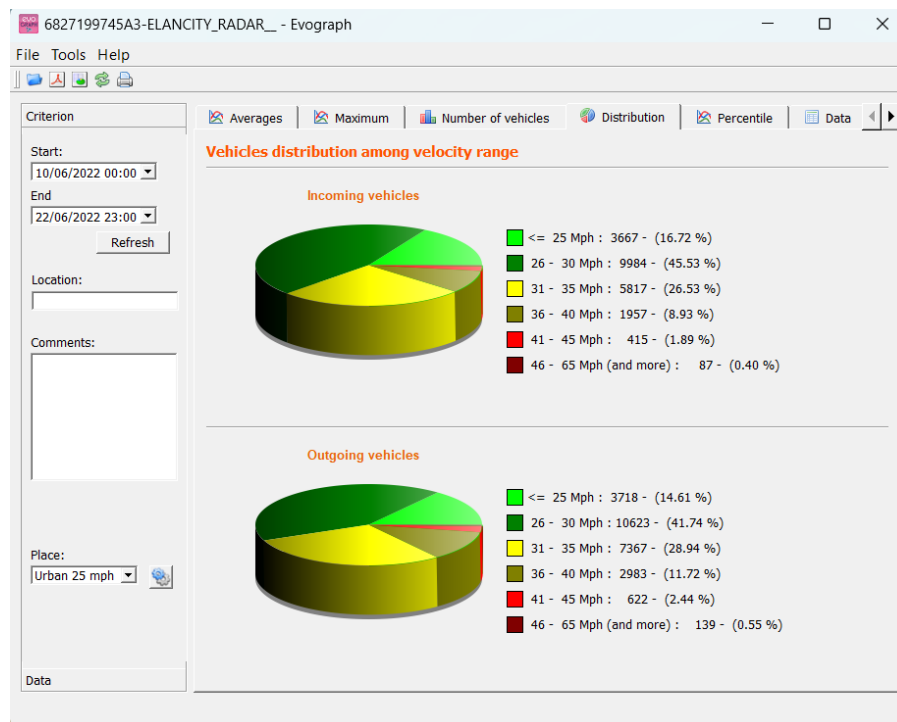 6827199745A3-ELANCITY_RADAR__ - Evograph
File Tools Help
Criterion
Averages Maximum Number of vehicles Distribution Percentile Data
Start:
10/06/2022 00:00
End
22/06/2022 23:00
Refresh
Location:
Comments:
Place:
Urban 25 mph
Data
Vehicles distribution among velocity range
Incoming vehicles
<= 25 Mph : 3667 - (16.72 %)
26 - 30 Mph : 9984 - (45.53 %)
31 - 35 Mph : 5817 - (26.53 %)
36 - 40 Mph : 1957 - (8.93 %)
41 - 45 Mph : 415 - (1.89 %)
46 - 65 Mph (and more) : 87 - (0.40 %)
Outgoing vehicles
<= 25 Mph : 3718 - (14.61 %)
26 - 30 Mph : 10623 - (41.74 %)
31 - 35 Mph : 7367 - (28.94 %)
36 - 40 Mph : 2983 - (11.72 %)
41 - 45 Mph : 622 - (2.44 %)
46 - 65 Mph (and more) : 139 - (0.55 %)